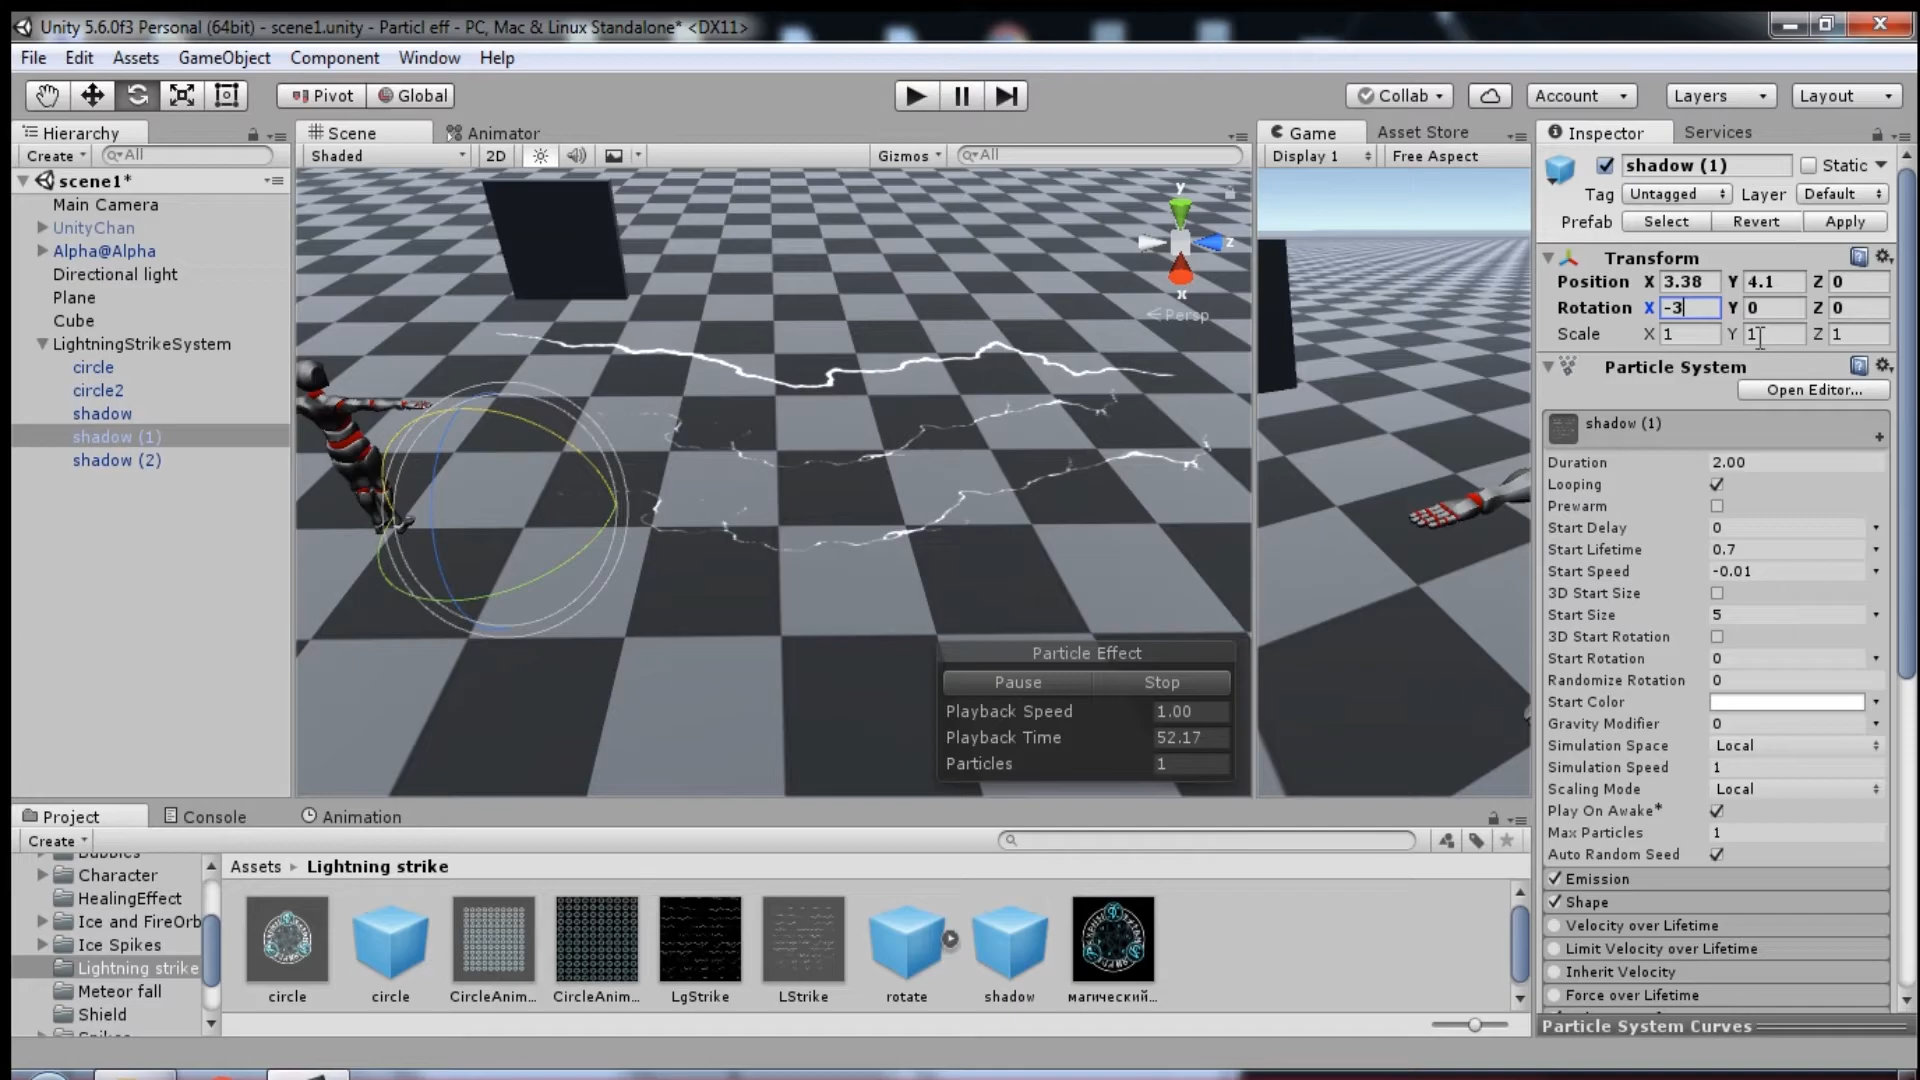 Unity 5.6.0f3 Personal (64bit) - scene1.unity - Particl eff - PC, Mac & Linux Standalone* <DX11>
File Edit Assets GameObject Component Window Help
Pivot Global Collab Account Layers Layout
Hierarchy
Create All
scene1*
Main Camera
UnityChan
Alpha@Alpha
Directional light
Plane
Cube
LightningStrikeSystem
circle
circle2
shadow
shadow (1)
shadow (2)
Scene Animator
Shaded 2D Gizmos All
y
z
x
Persp
Particle Effect
Pause Stop
Playback Speed 1.00
Playback Time 52.17
Particles 1
Game Asset Store
Display 1 Free Aspect
Inspector Services
shadow (1) Static
Tag Untagged Layer Default
Prefab Select Revert Apply
Transform
Position X 3.38 Y 4.1 Z 0
Rotation X -3 Y 0 Z 0
Scale X 1 Y 1 Z 1
Particle System
Open Editor...
shadow (1)
Duration 2.00
Looping
Prewarm
Start Delay 0
Start Lifetime 0.7
Start Speed -0.01
3D Start Size
Start Size 5
3D Start Rotation
Start Rotation 0
Randomize Rotation 0
Start Color
Gravity Modifier 0
Simulation Space Local
Simulation Speed 1
Scaling Mode Local
Play On Awake*
Max Particles 1
Auto Random Seed
Emission
Shape
Velocity over Lifetime
Limit Velocity over Lifetime
Inherit Velocity
Force over Lifetime
Particle System Curves
Project Console Animation
Create
Bubbles
Character
HealingEffect
Ice and FireOrb
Ice Spikes
Lightning strike
Meteor fall
Shield
Assets Lightning strike
circle circle CircleAnim... CircleAnim... LgStrike LStrike rotate shadow магический...